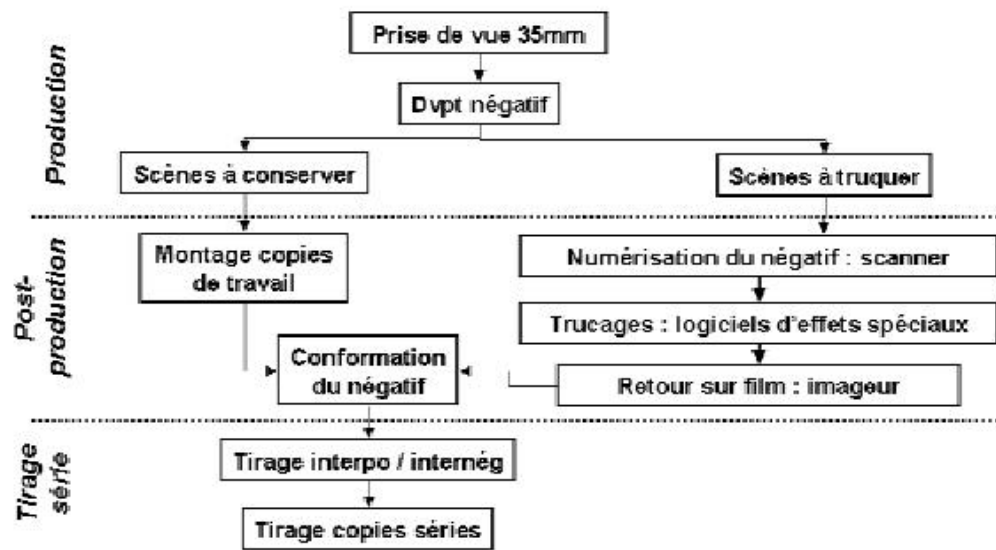 Prise de vue 35mm
Production
Dvpt négatif
Scènes à conserver
Scènes à truquer
Post-
production
Montage copies
de travail
Numérisation du négatif : scanner
Trucages : logiciels d'effets spéciaux
Conformation
du négatif
Retour sur film : imageur
Tirage
série
Tirage interpo / internég
Tirage copies séries